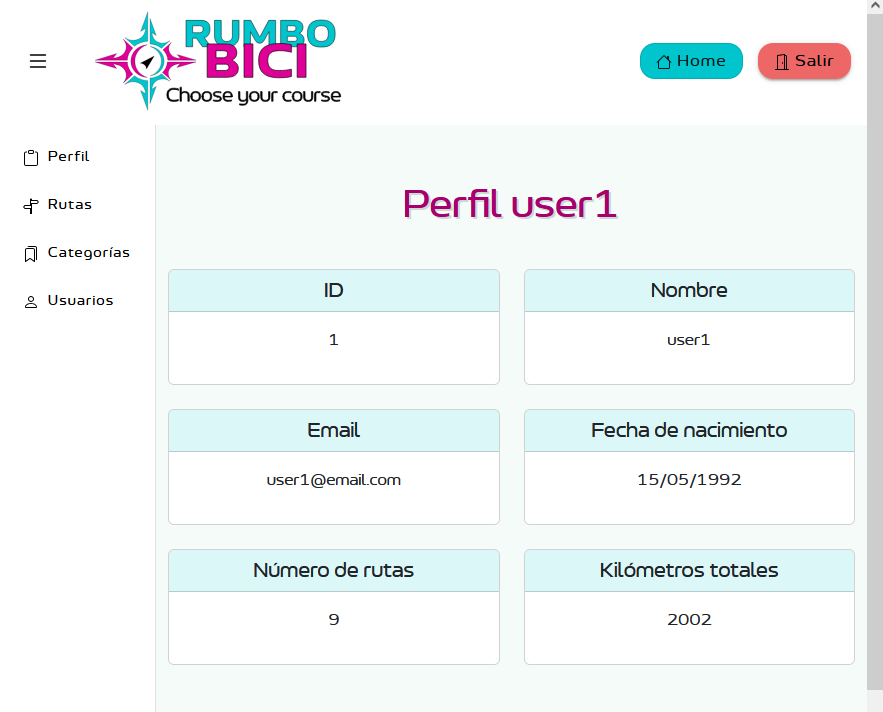 RUMBO
BICI
Choose your course
Home
Salir
Perfil
Rutas
Categorías
Usuarios
Perfil user1
ID
1
Nombre
user1
Email
user1@email.com
Fecha de nacimiento
15/05/1992
Número de rutas
9
Kilómetros totales
2002